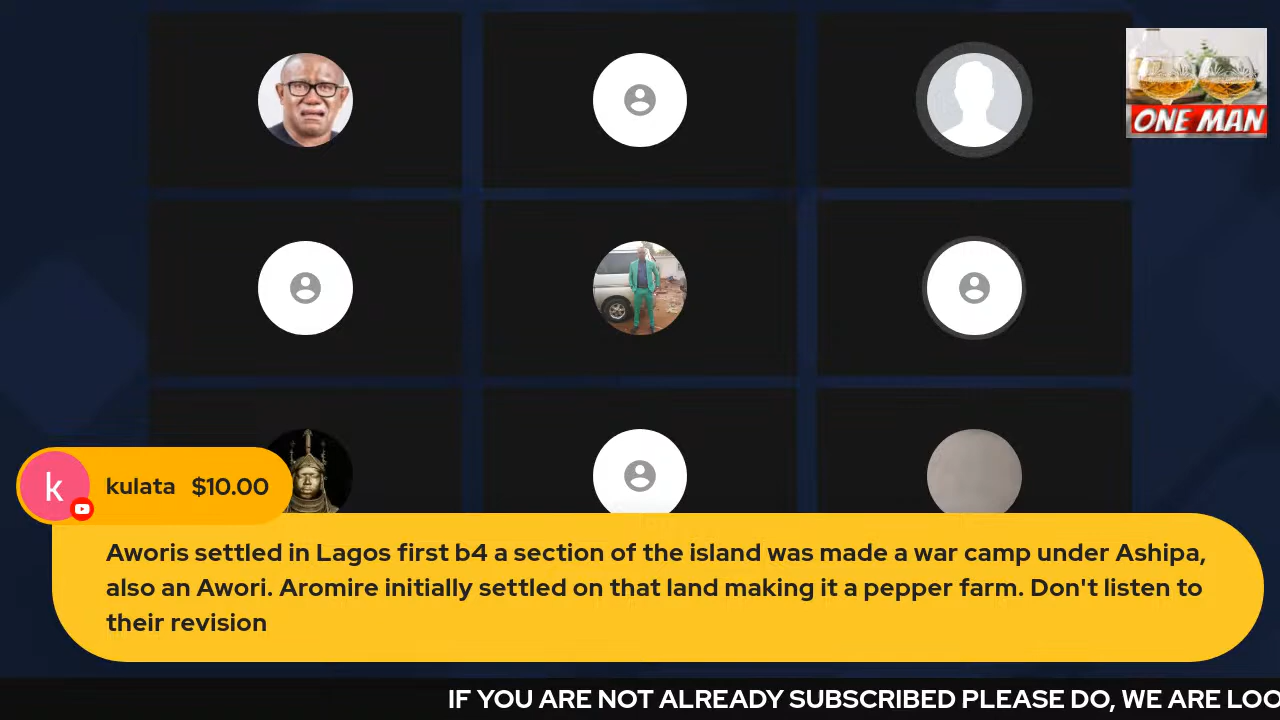 ONE MAN
k kulata $10.00
Aworis settled in Lagos first b4 a section of the island was made a war camp under Ashipa,
also an Awori. Aromire initially settled on that land making it a pepper farm. Don't listen to
their revision
IF YOU ARE NOT ALREADY SUBSCRIBED PLEASE DO, WE ARE LOO